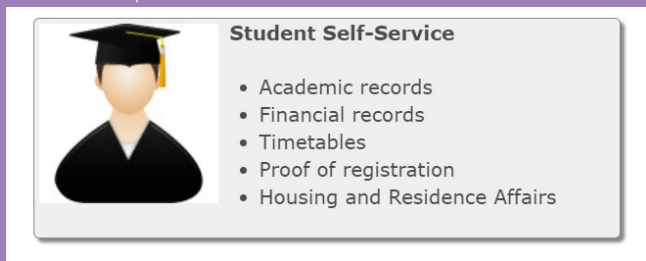 Student Self-Service
• Academic records
• Financial records
• Timetables
• Proof of registration
• Housing and Residence Affairs